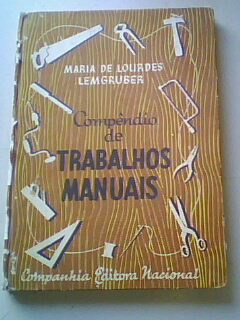 MARIA DE LOURDES
LEMGRUBER
Compêndio
de
TRABALHOS
MANUAIS
Companhia Editora Nacional